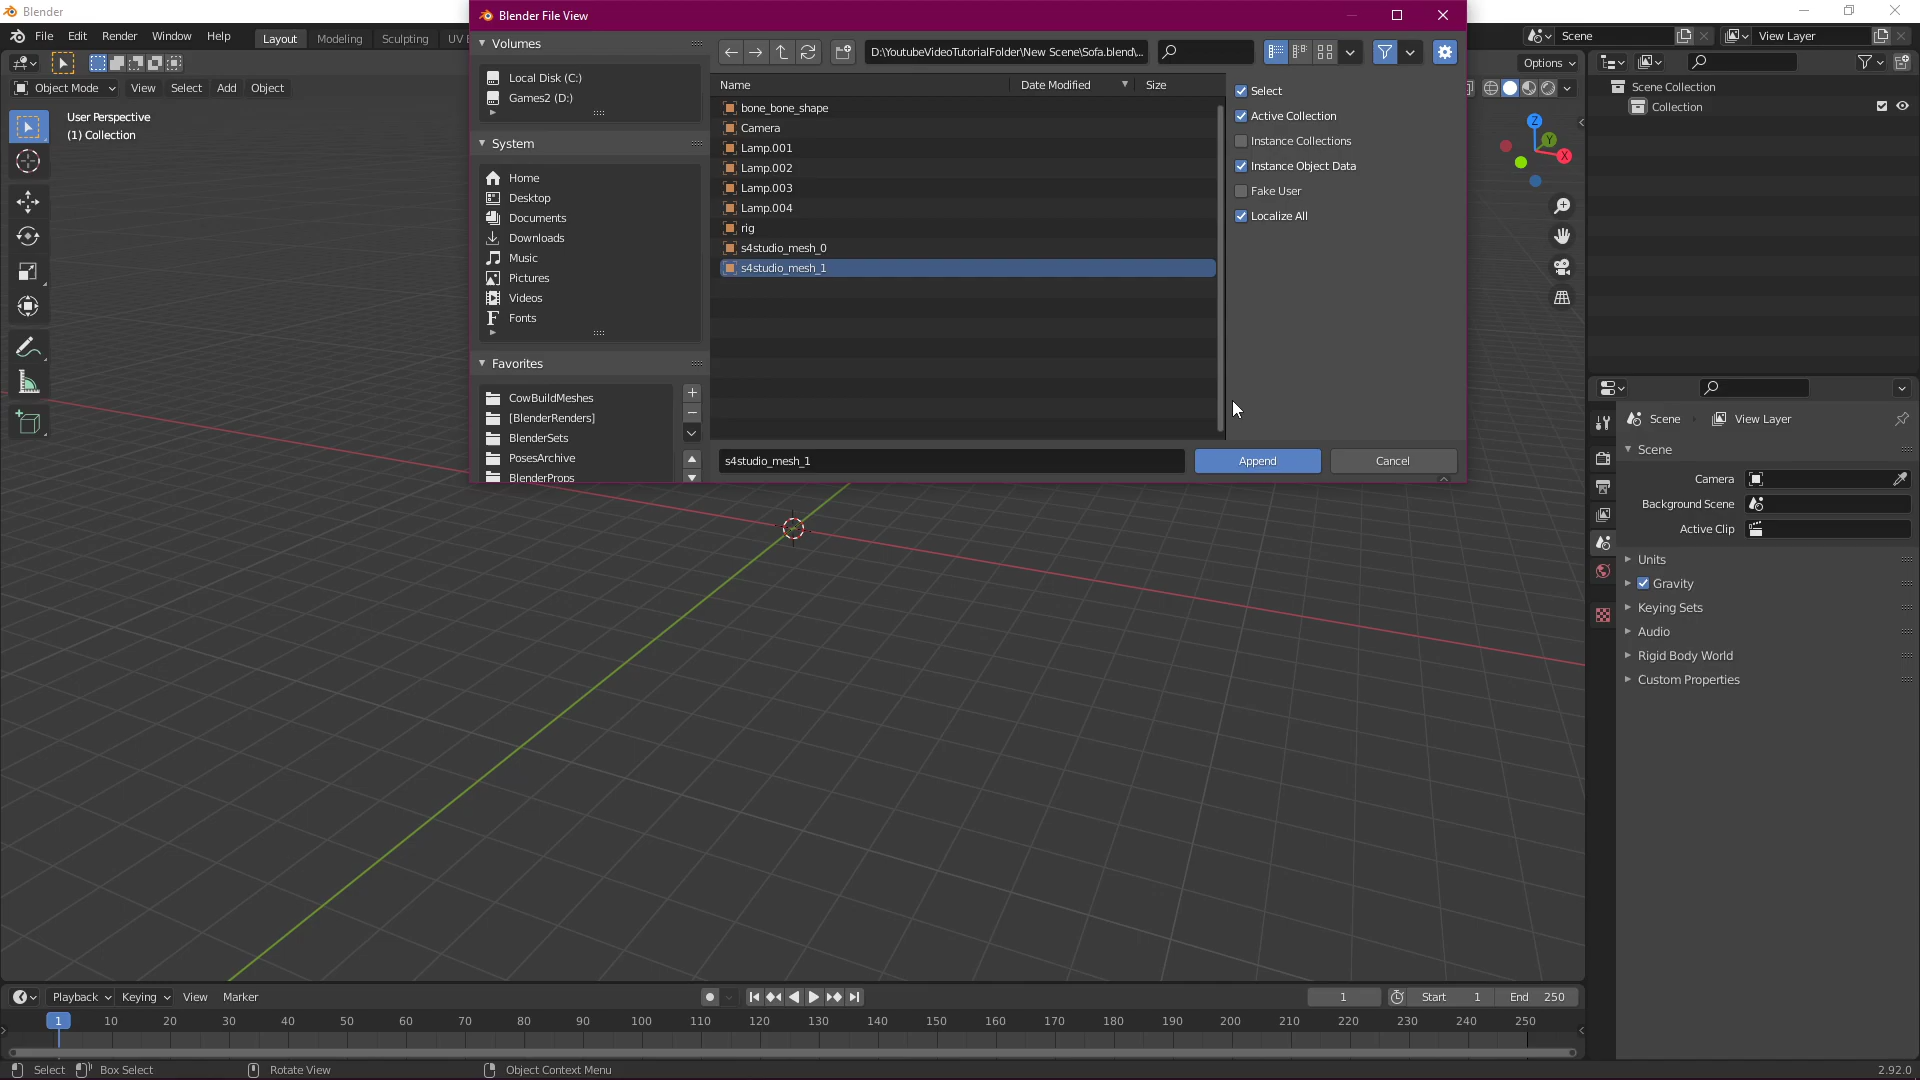 Blender
File Edit Render Window Help Layout Modeling Sculpting UV E
Object Mode View Select Add Object
User Perspective
(1) Collection
Blender File View
Volumes
Local Disk (C:)
Games2 (D:)
System
Home
Desktop
Documents
Downloads
Music
Pictures
Videos
Fonts
Favorites
CowBuildMeshes
[BlenderRenders]
BlenderSets
PosesArchive
BlenderProps
D:\YoutubeVideoTutorialFolder\New Scene\Sofa.blend\...
Name Date Modified Size
bone_bone_shape
Camera
Lamp.001
Lamp.002
Lamp.003
Lamp.004
rig
s4studio_mesh_0
s4studio_mesh_1
Select
Active Collection
Instance Collections
Instance Object Data
Fake User
Localize All
s4studio_mesh_1 Append Cancel
Scene View Layer
Options
Z
Y
X
Scene Collection
Collection
Scene View Layer
Scene
Camera
Background Scene
Active Clip
Units
Gravity
Keying Sets
Audio
Rigid Body World
Custom Properties
Playback Keying View Marker 1 Start 1 End 250
1 10 20 30 40 50 60 70 80 90 100 110 120 130 140 150 160 170 180 190 200 210 220 230 240 250
Select Box Select Rotate View Object Context Menu 2.92.0